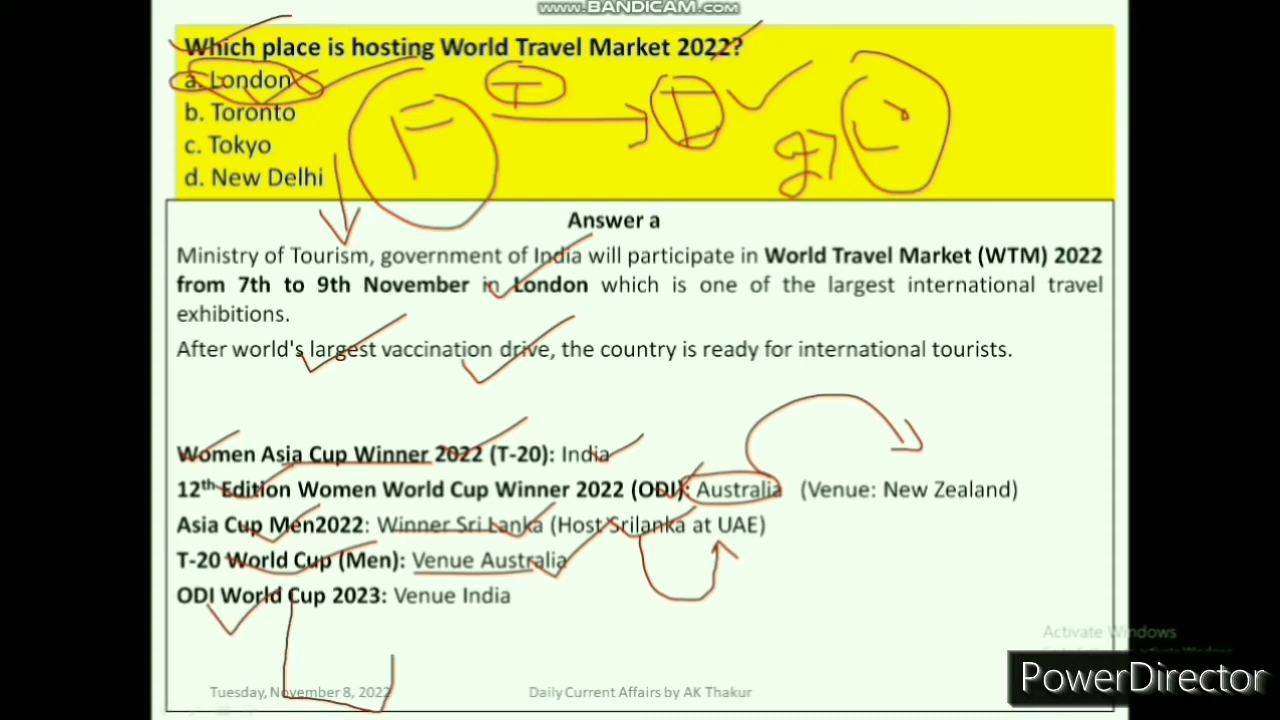 www.BANDICAM.com
Which place is hosting World Travel Market 2022?
a. London
b. Toronto
c. Tokyo
d. New Delhi
F T D
Answer a
Ministry of Tourism, government of India will participate in World Travel Market (WTM) 2022
from 7th to 9th November in London which is one of the largest international travel
exhibitions.
After world's largest vaccination drive, the country is ready for international tourists.
Women Asia Cup Winner 2022 (T-20): India
12th Edition Women World Cup Winner 2022 (ODI): Australia (Venue: New Zealand)
Asia Cup Men2022: Winner Sri Lanka (Host Srilanka at UAE)
T-20 World Cup (Men): Venue Australia
ODI World Cup 2023: Venue India
Activate Windows
PowerDirector
Tuesday, November 8, 2022 Daily Current Affairs by AK Thakur